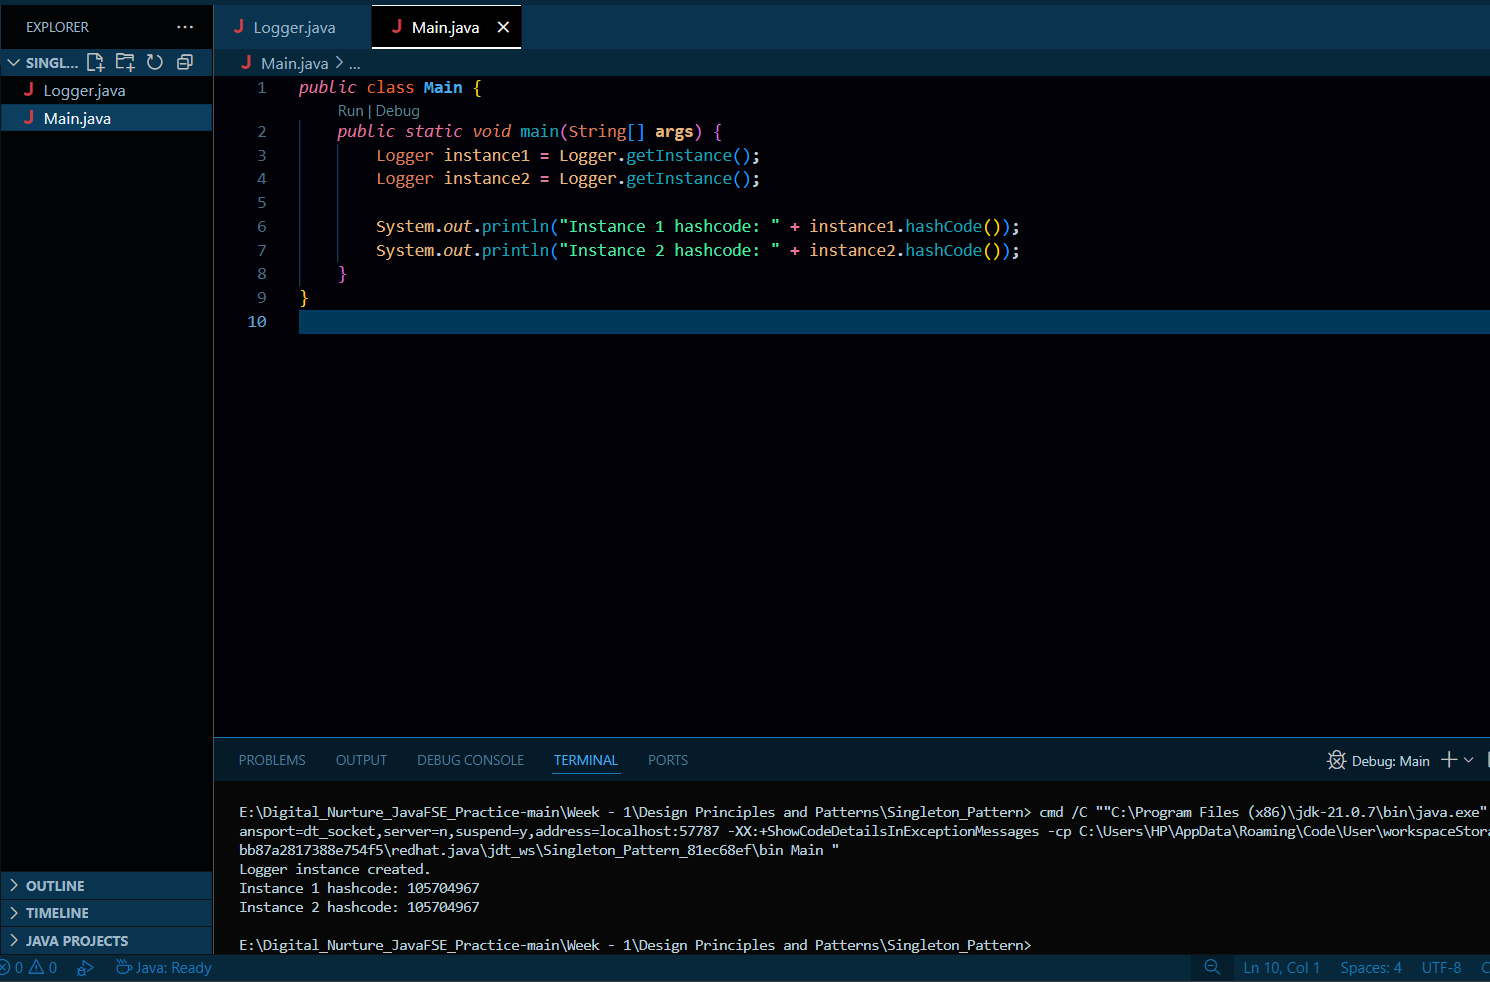 EXPLORER ...
SINGL...
Logger.java
Main.java
OUTLINE
TIMELINE
JAVA PROJECTS
Logger.java Main.java
Main.java > ...
1 public class Main {
Run | Debug
2 public static void main(String[] args) {
3 Logger instance1 = Logger.getInstance();
4 Logger instance2 = Logger.getInstance();
5
6 System.out.println("Instance 1 hashcode: " + instance1.hashCode());
7 System.out.println("Instance 2 hashcode: " + instance2.hashCode());
8 }
9 }
10
PROBLEMS OUTPUT DEBUG CONSOLE TERMINAL PORTS Debug: Main
E:\Digital_Nurture_JavaFSE_Practice-main\Week - 1\Design Principles and Patterns\Singleton_Pattern> cmd /C ""C:\Program Files (x86)\jdk-21.0.7\bin\java.exe"
ansport=dt_socket,server=n,suspend=y,address=localhost:57787 -XX:+ShowCodeDetailsInExceptionMessages -cp C:\Users\HP\AppData\Roaming\Code\User\workspaceStora
bb87a2817388e754f5\redhat.java\jdt_ws\Singleton_Pattern_81ec68ef\bin Main "
Logger instance created.
Instance 1 hashcode: 105704967
Instance 2 hashcode: 105704967
E:\Digital_Nurture_JavaFSE_Practice-main\Week - 1\Design Principles and Patterns\Singleton_Pattern>
0 0 Java: Ready Ln 10, Col 1 Spaces: 4 UTF-8